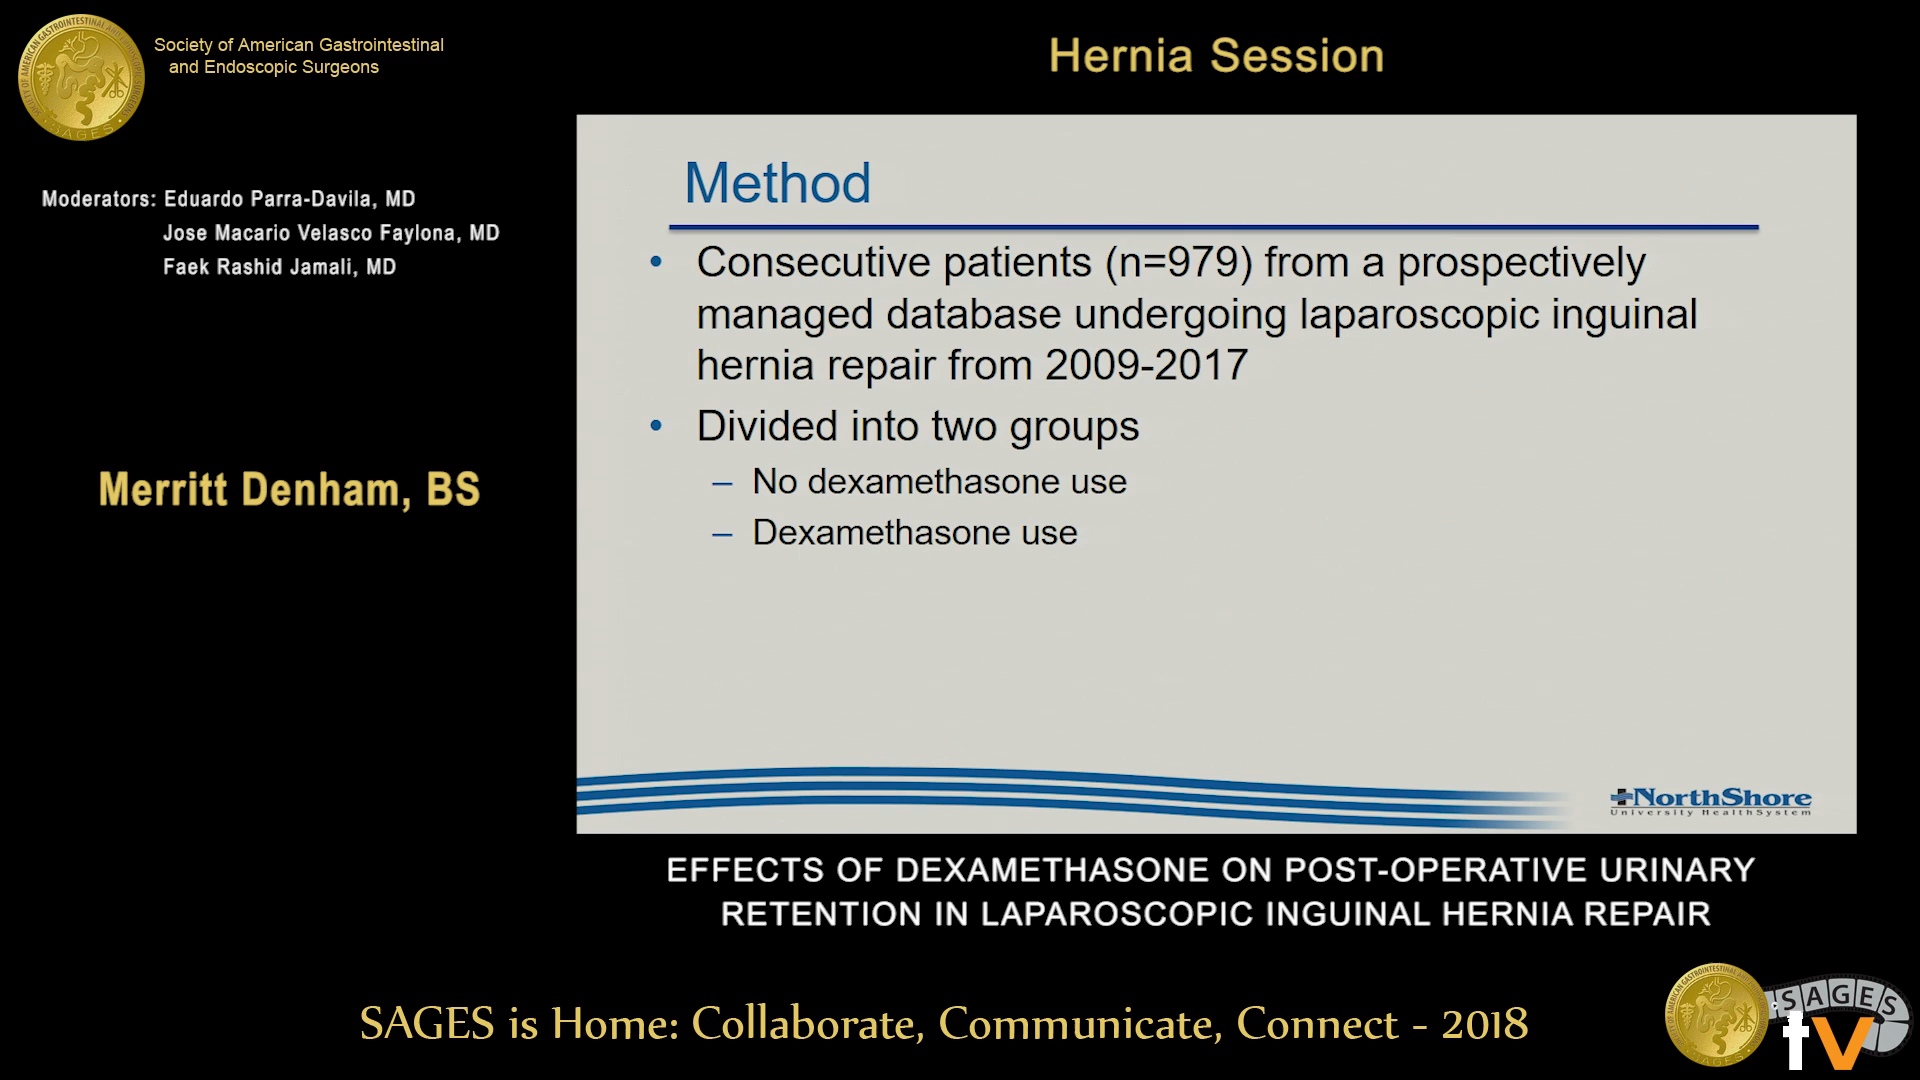 Society of American Gastrointestinal
and Endoscopic Surgeons
Hernia Session
Moderators: Eduardo Parra-Davila, MD
Jose Macario Velasco Faylona, MD
Faek Rashid Jamali, MD
Merritt Denham, BS
Method
• Consecutive patients (n=979) from a prospectively
managed database undergoing laparoscopic inguinal
hernia repair from 2009-2017
• Divided into two groups
– No dexamethasone use
– Dexamethasone use
NorthShore
University HealthSystem
EFFECTS OF DEXAMETHASONE ON POST-OPERATIVE URINARY
RETENTION IN LAPAROSCOPIC INGUINAL HERNIA REPAIR
SAGES is Home: Collaborate, Communicate, Connect - 2018
SAGES
tv